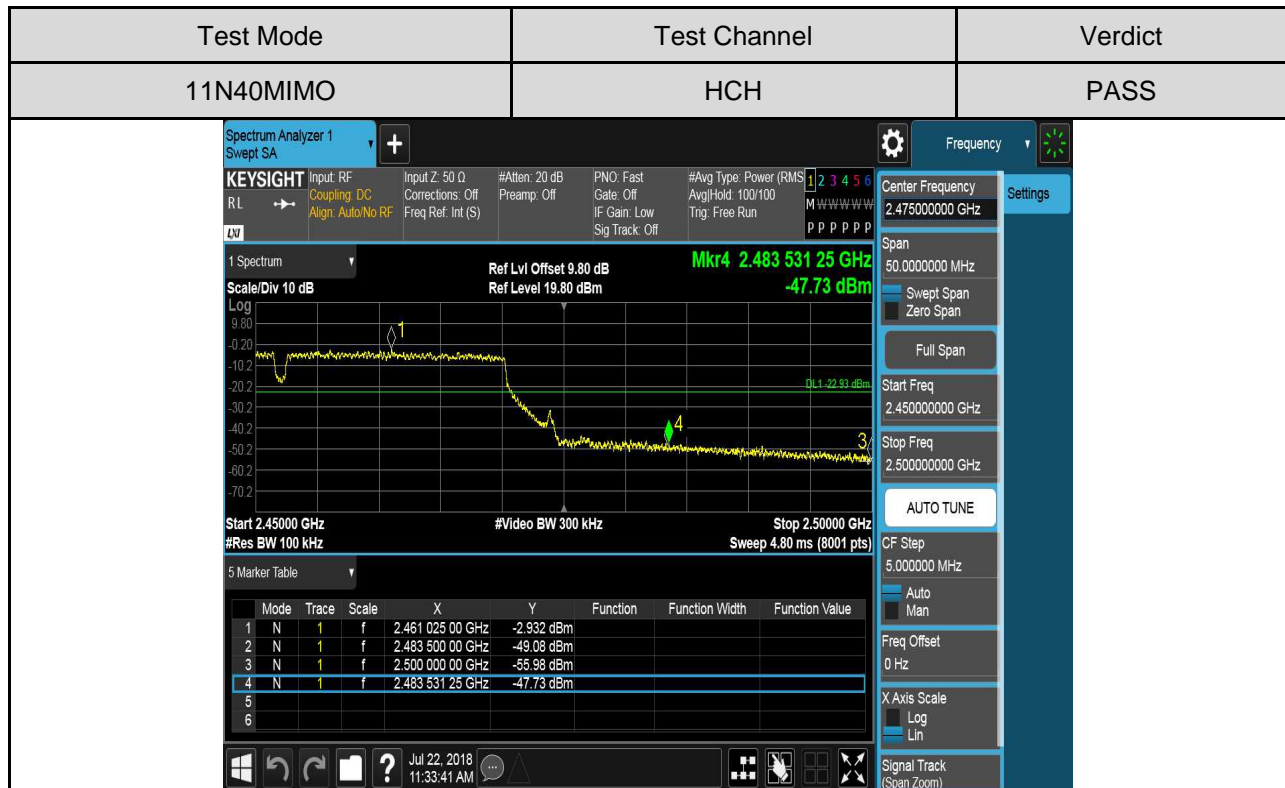 Test Mode Test Channel Verdict
11N40MIMO HCH PASS
Spectrum Analyzer 1
Swept SA
+
Frequency
KEYSIGHT Input: RF Input Z: 50 Ω #Atten: 20 dB PNO: Fast #Avg Type: Power (RMS 1 2 3 4 5 6
RL Coupling: DC Corrections: Off Preamp: Off Gate: Off Avg|Hold: 100/100 M W W W W W
Align: Auto/No RF Freq Ref: Int (S) IF Gain: Low Trig: Free Run
LXI Sig Track: Off P P P P P P
1 Spectrum
Ref Lvl Offset 9.80 dB Mkr4 2.483 531 25 GHz
Scale/Div 10 dB Ref Level 19.80 dBm -47.73 dBm
Log
9.80
-0.20
-10.2
-20.2
-30.2
-40.2
-50.2
-60.2
-70.2
1
DL1 -22.93 dBm
4
3
Start 2.45000 GHz #Video BW 300 kHz Stop 2.50000 GHz
#Res BW 100 kHz Sweep 4.80 ms (8001 pts)
5 Marker Table
Mode Trace Scale X Y Function Function Width Function Value
1 N 1 f 2.461 025 00 GHz -2.932 dBm
2 N 1 f 2.483 500 00 GHz -49.08 dBm
3 N 1 f 2.500 000 00 GHz -55.98 dBm
4 N 1 f 2.483 531 25 GHz -47.73 dBm
5
6
?
Jul 22, 2018
11:33:41 AM
Center Frequency
2.475000000 GHz
Settings
Span
50.0000000 MHz
Swept Span
Zero Span
Full Span
Start Freq
2.450000000 GHz
Stop Freq
2.500000000 GHz
AUTO TUNE
CF Step
5.000000 MHz
Auto
Man
Freq Offset
0 Hz
X Axis Scale
Log
Lin
Signal Track
(Span Zoom)